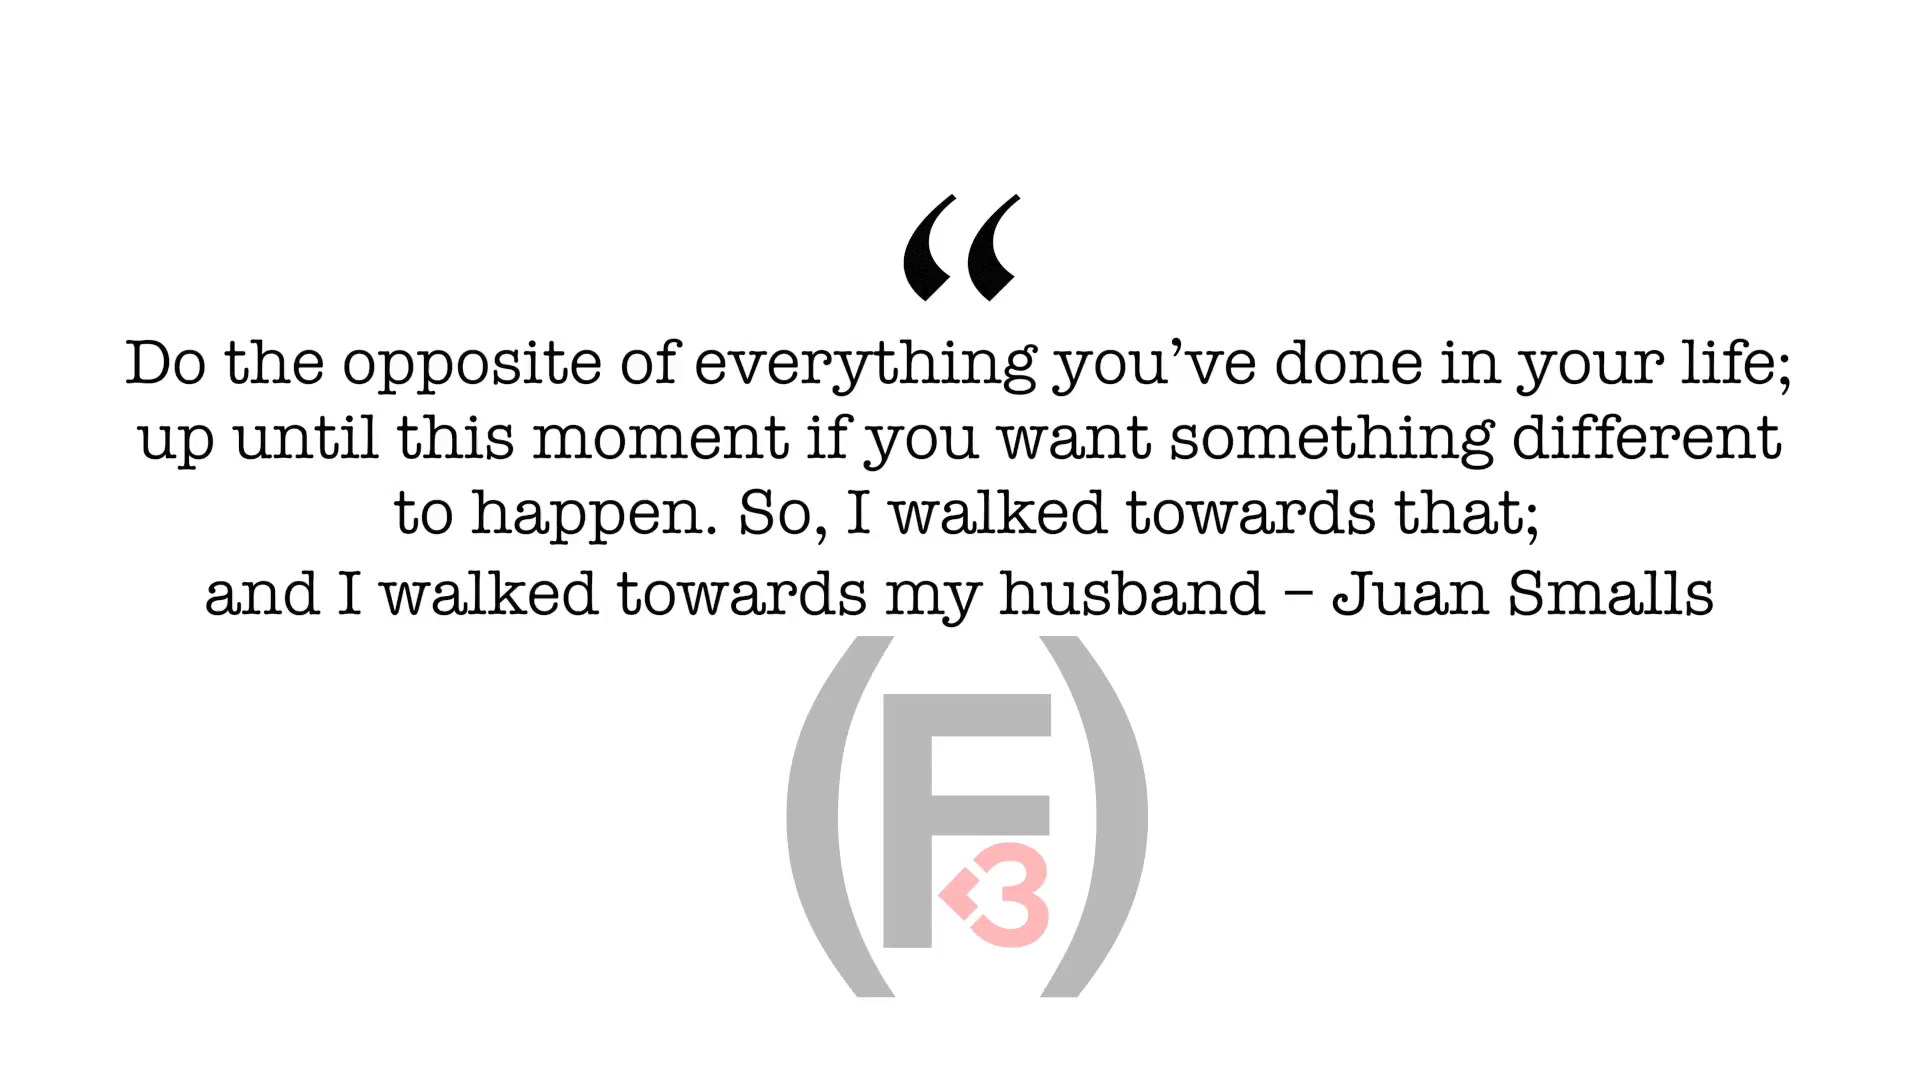 “
Do the opposite of everything you’ve done in your life;
up until this moment if you want something different
to happen. So, I walked towards that;
and I walked towards my husband – Juan Smalls
(F<3)